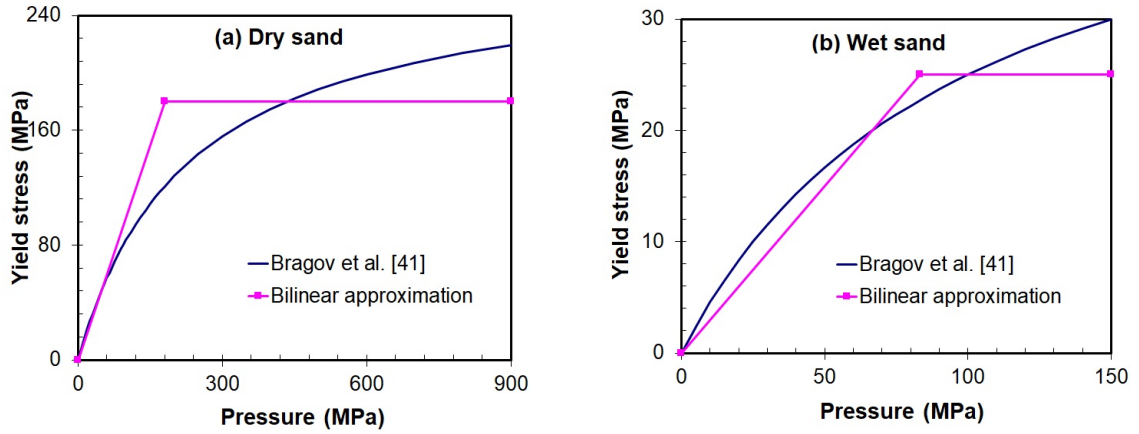 (a) Dry sand
240
160
80
0
Yield stress (MPa)
Bragov et al. [41]
Bilinear approximation
0 300 600 900
Pressure (MPa)
(b) Wet sand
30
20
10
0
Yield stress (MPa)
Bragov et al. [41]
Bilinear approximation
0 50 100 150
Pressure (MPa)